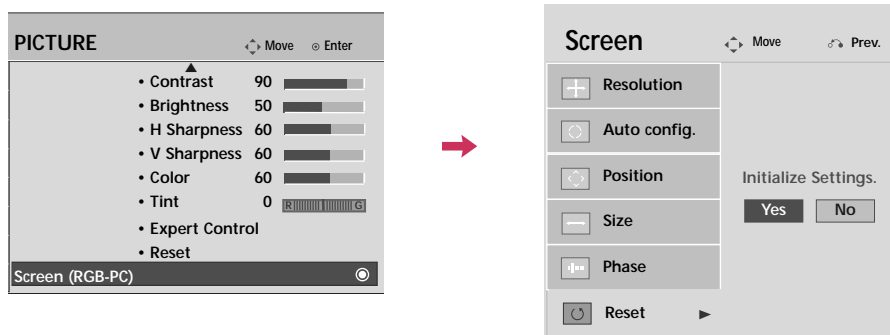 PICTURE
Move
Enter
• Contrast 90
• Brightness 50
• H Sharpness 60
• V Sharpness 60
• Color 60
• Tint 0 R G
• Expert Control
• Reset
Screen (RGB-PC)
Screen
Move
Prev.
Resolution
Auto config.
Position
Size
Phase
Reset
Initialize Settings.
Yes No